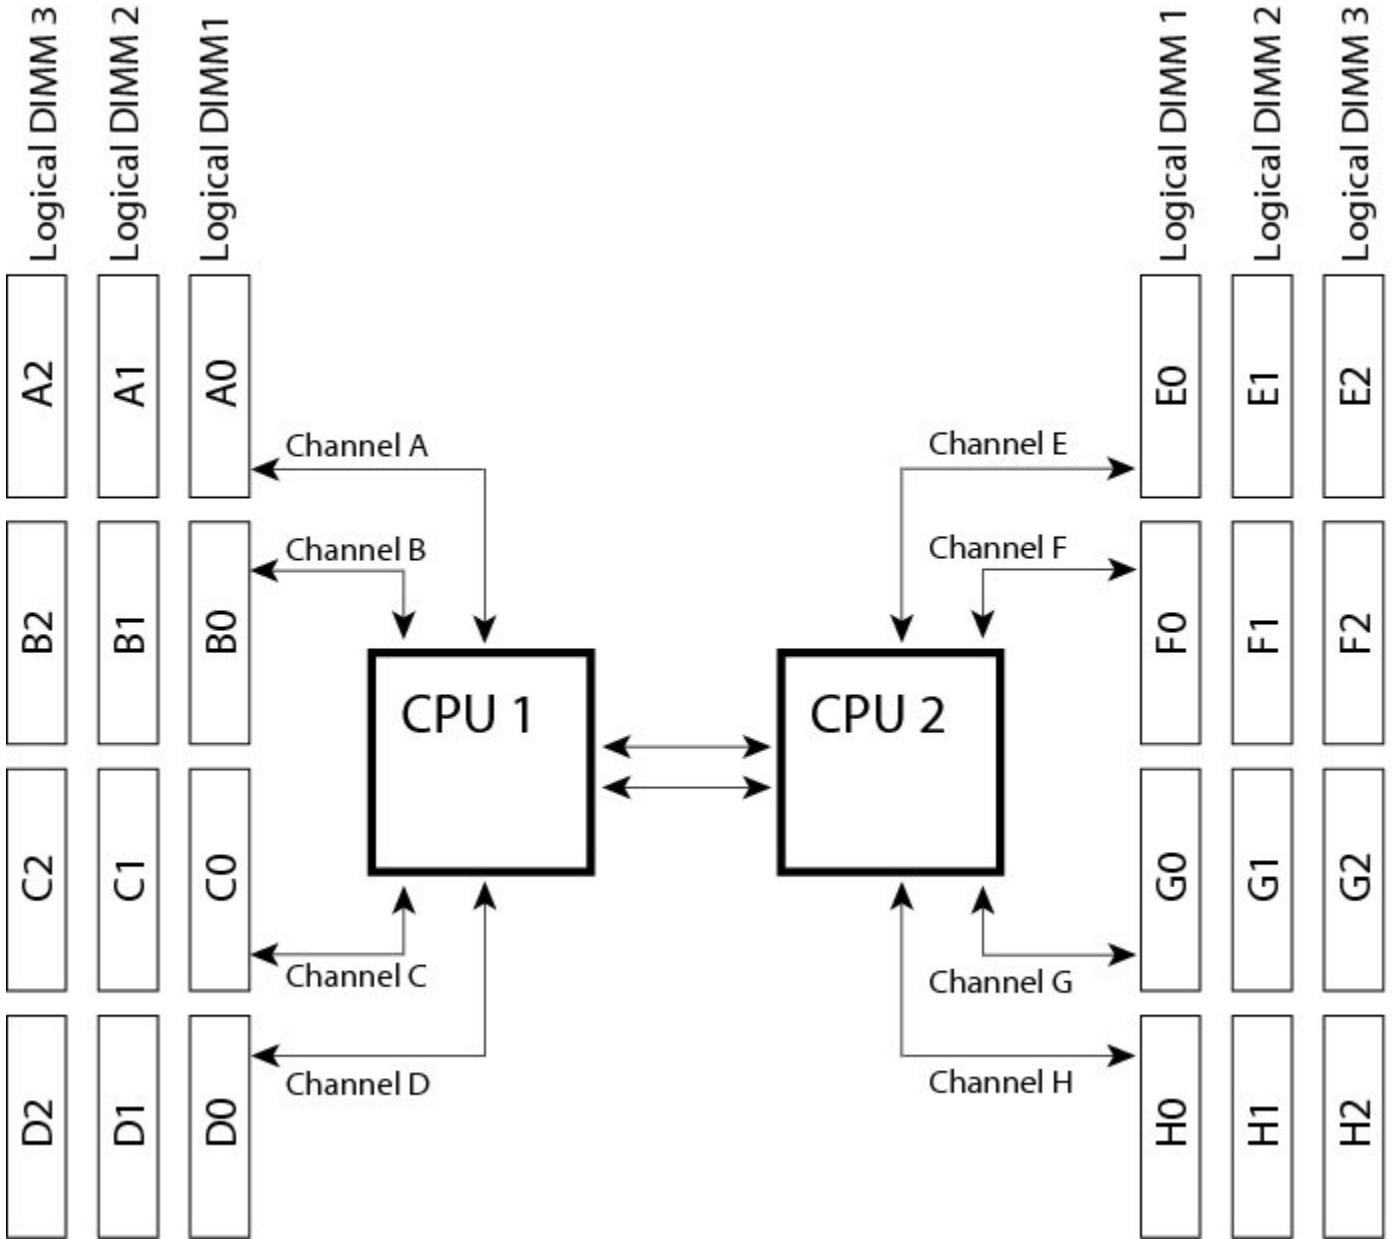 Logical DIMM 3
Logical DIMM 2
Logical DIMM1
Logical DIMM 1
Logical DIMM 2
Logical DIMM 3
A2
A1
A0
E0
E1
E2
Channel A
Channel E
Channel B
Channel F
B2
B1
B0
F0
F1
F2
CPU 1
CPU 2
C2
C1
C0
G0
G1
G2
Channel C
Channel G
Channel D
Channel H
D2
D1
D0
H0
H1
H2